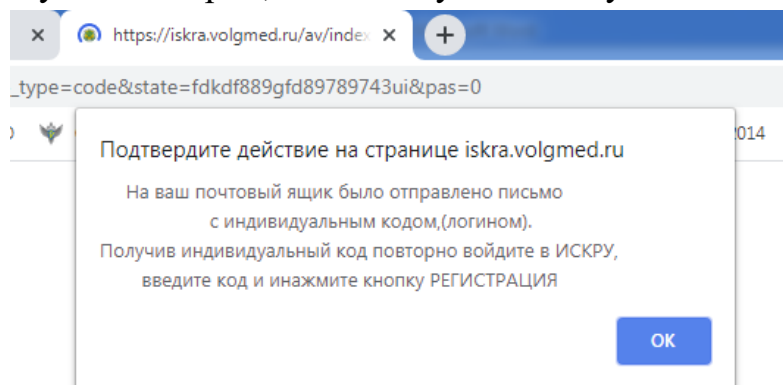 https://iskra.volgmed.ru/av/index
_type=code&state=fdkdf889gfd89789743ui&pas=0
2014
Подтвердите действие на странице iskra.volgmed.ru
На ваш почтовый ящик было отправлено письмо
с индивидуальным кодом,(логином).
Получив индивидуальный код повторно войдите в ИСКРУ,
введите код и инажмите кнопку РЕГИСТРАЦИЯ
ОК